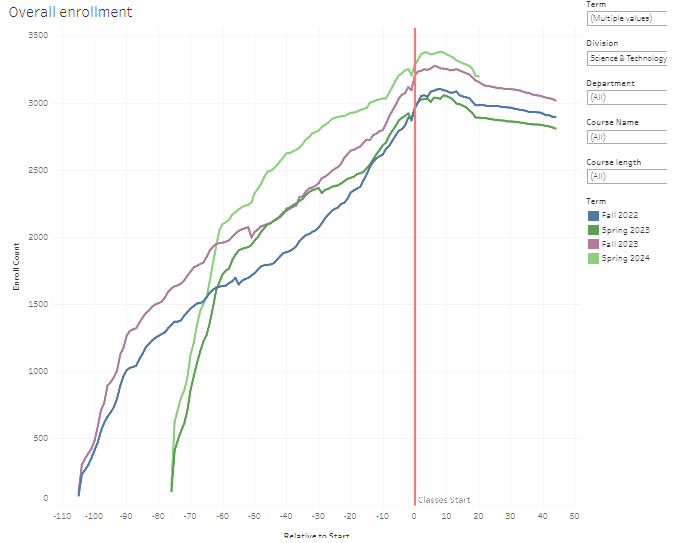 Overall enrollment
3500
3000
2500
2000
1500
1000
500
0
Enroll Count
Classes Start
-110 -100 -90 -80 -70 -60 -50 -40 -30 -20 -10 0 10 20 30 40 50
Relative to Start
Term
(Multiple values)
Division
Science & Technology
Department
(All)
Course Name
(All)
Course length
(All)
Term
Fall 2022
Spring 2023
Fall 2023
Spring 2024